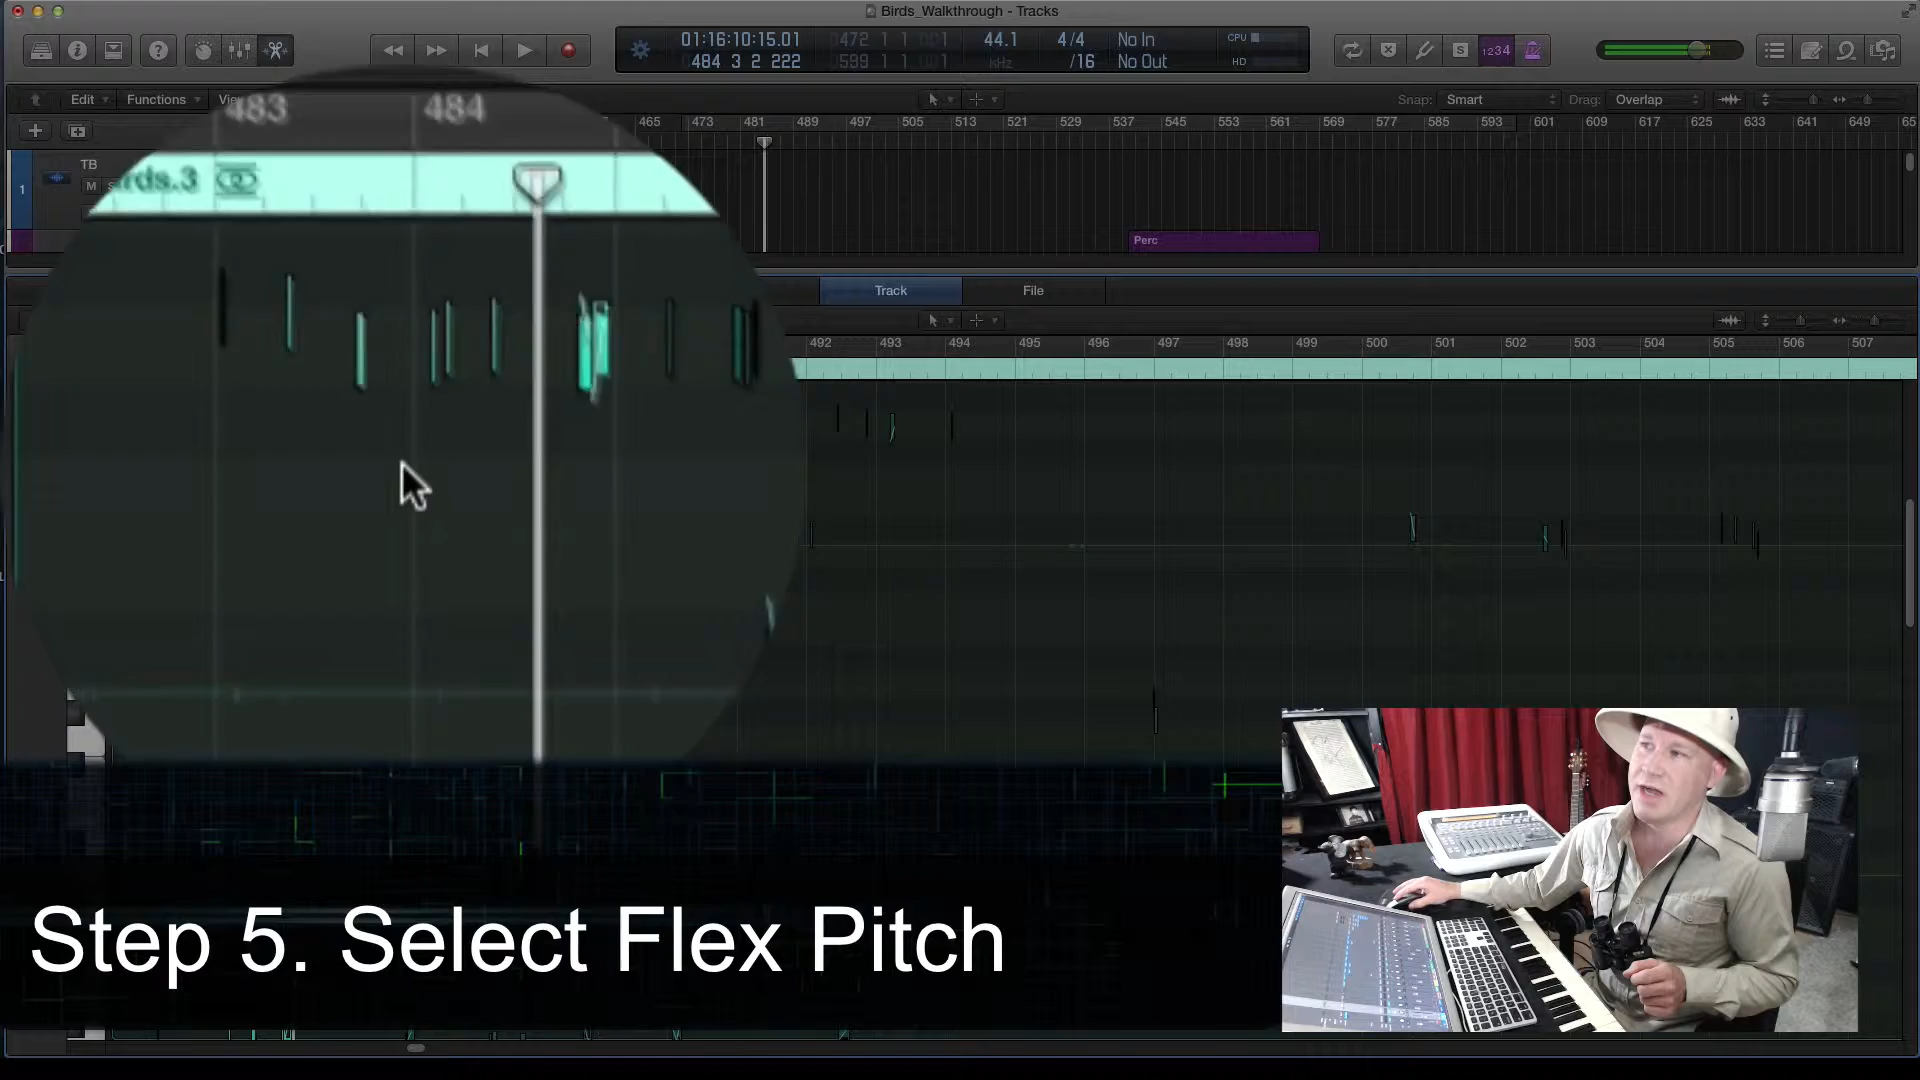 Birds_Walkthrough - Tracks
01:16:10:15.01
484 3 2 222
0472 1 1 001
0589 1 1 001
44.1
kHz
4/4
/16
No In
No Out
CPU
HD
S
1234
Edit
Functions
Snap: Smart
Drag: Overlap
483
484
465 473 481 489 497 505 513 521 529 537 545 553 561 569 577 585 593 601 609 617 625 633 641 649 65
1
TB
M
rds.3
Perc
Track
File
492 493 494 495 496 497 498 499 500 501 502 503 504 505 506 507
Step 5. Select Flex Pitch